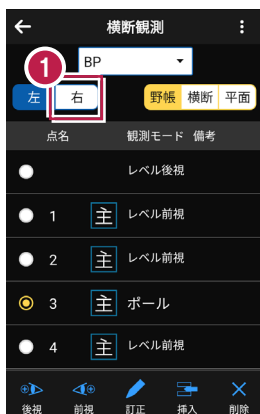 横断観測
1
BP
左 右 野帳 横断 平面
点名 観測モード 備考
レベル後視
1 主 レベル前視
2 主 レベル前視
3 主 ポール
4 主 レベル前視
後視 前視 訂正 挿入 削除